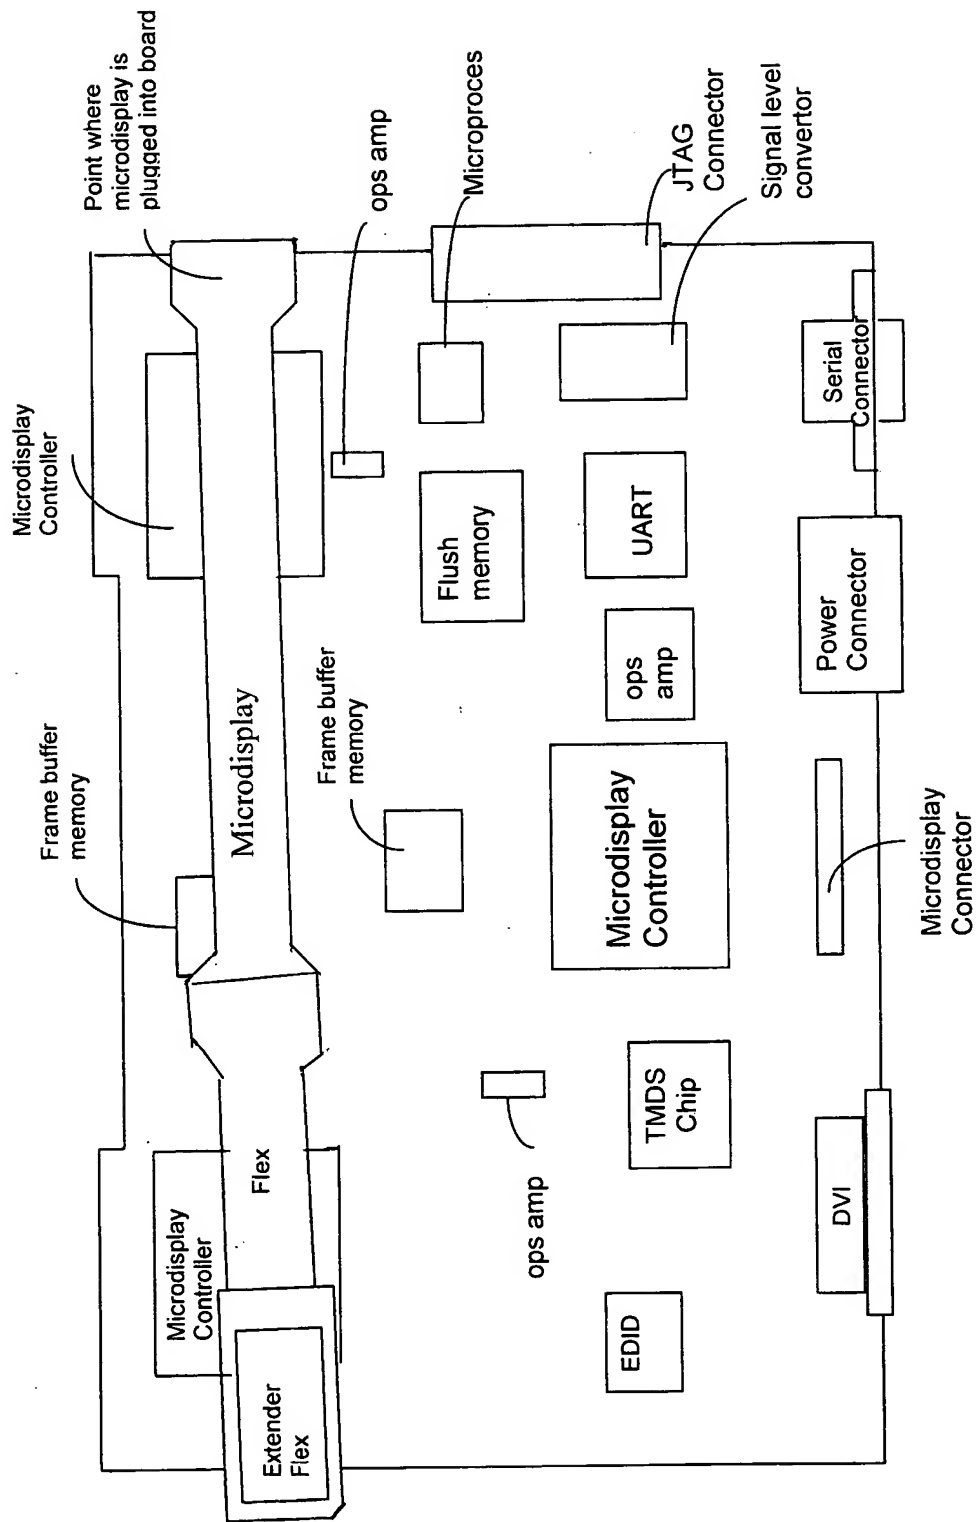 Point where
microdisplay is
plugged into board
Microdisplay
Controller
Frame buffer
memory
ops amp
Microproces
JTAG
Connector
Signal level
convertor
Microdisplay
Flex
Microdisplay
Controller
Extender
Flex
Frame buffer
memory
Flush
memory
UART
ops
amp
Microdisplay
Controller
ops amp
TMDS
Chip
EDID
Serial
Connector
Power
Connector
Microdisplay
Connector
DVI